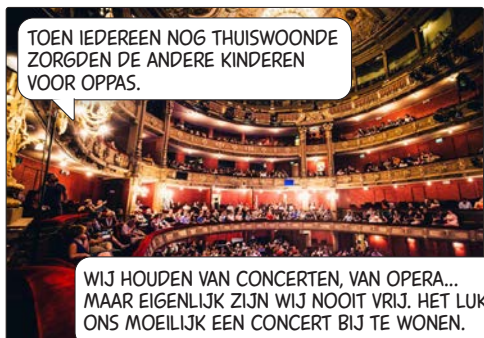 TOEN IEDEREEN NOG THUISWOONDE
ZORGDEN DE ANDERE KINDEREN
VOOR OPPAS.
WIJ HOUDEN VAN CONCERTEN, VAN OPERA...
MAAR EIGENLIJK ZIJN WIJ NOOIT VRIJ. HET LUK
ONS MOEILIJK EEN CONCERT BIJ TE WONEN.